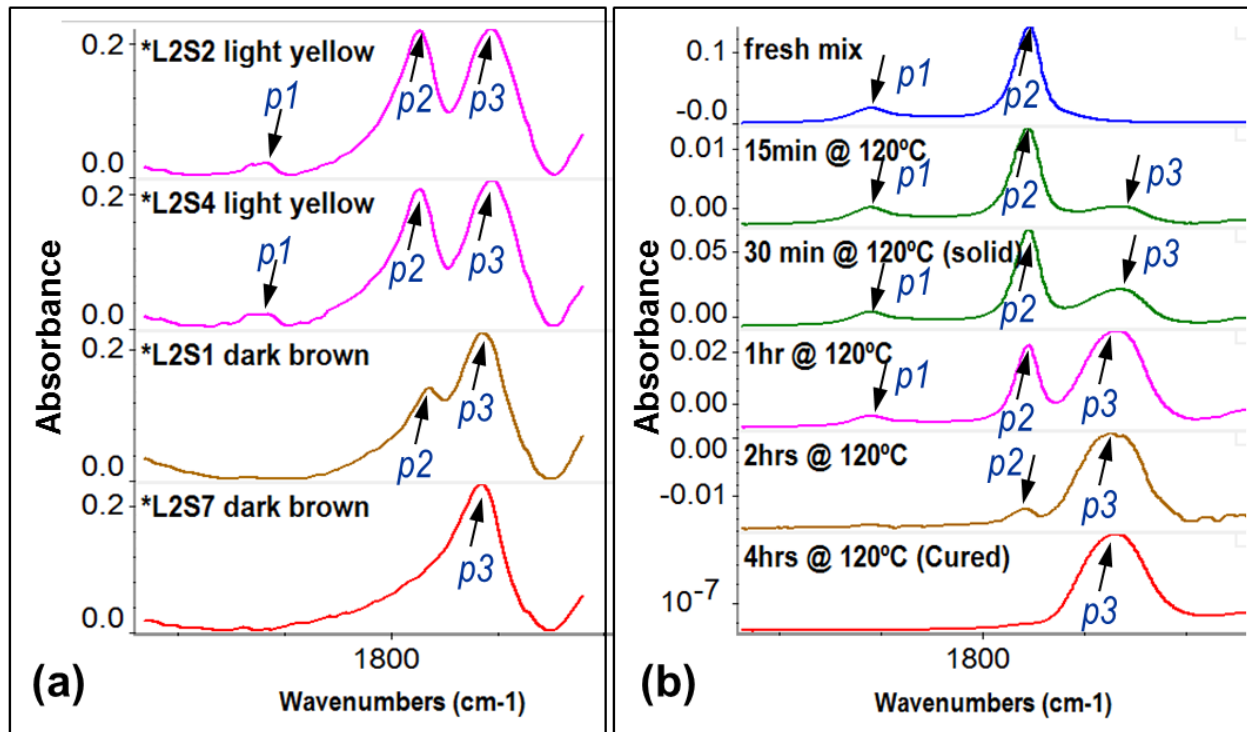 Absorbance
0.2
*L2S2 light yellow
p1
p2
p3
0.0
0.2
*L2S4 light yellow
p1
p2
p3
0.0
0.2
*L2S1 dark brown
p2
p3
0.0
0.2
*L2S7 dark brown
p3
0.0
1800
(a)
Wavenumbers (cm-1)
Absorbance
fresh mix
0.1
p1
p2
-0.0
15min @ 120ºC
0.01
p1
p2
p3
0.00
30 min @ 120ºC (solid)
0.05
p1
p2
p3
0.00
1hr @ 120ºC
0.02
p1
p2
p3
0.00
2hrs @ 120ºC
0.00
p2
p3
-0.01
4hrs @ 120ºC (Cured)
10-7
p3
1800
(b)
Wavenumbers (cm-1)